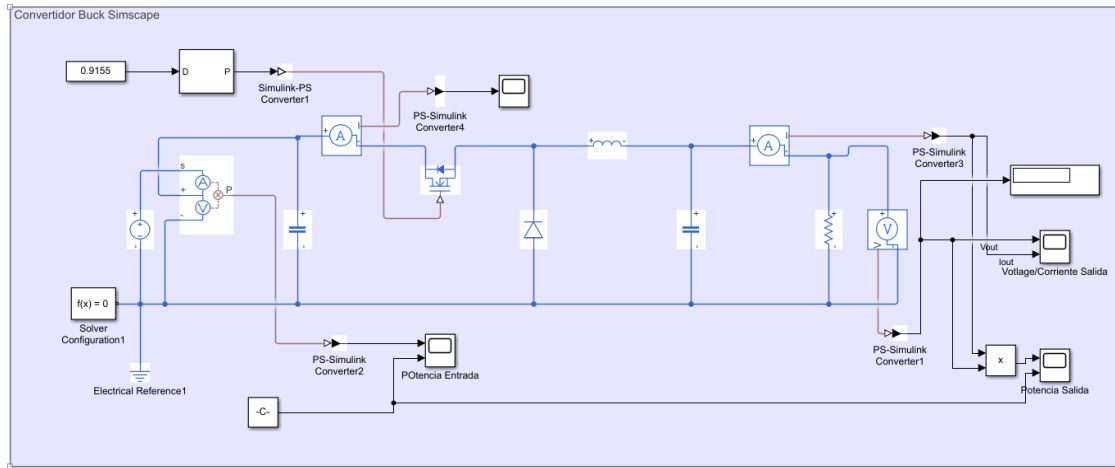 Convertidor Buck Simscape
0.9155
D
P
Simulink-PS
Converter1
PS-Simulink
Converter4
A
I
+
-
s
A
P
+
V
-
+
-
+
-
+
-
+
-
A
I
+
-
+
-
+
V
V
-
PS-Simulink
Converter3
Vout
Iout
Votlage/Corriente Salida
f(x) = 0
Solver
Configuration1
Electrical Reference1
PS-Simulink
Converter2
POtencia Entrada
PS-Simulink
Converter1
x
Potencia Salida
-C-